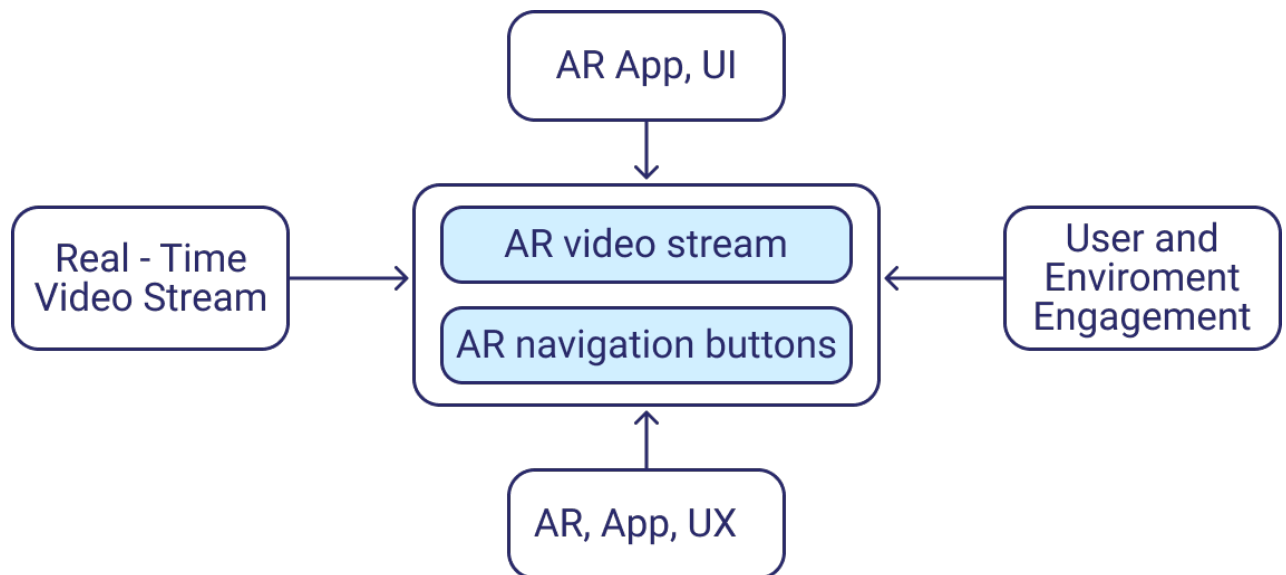 AR App, UI
AR video stream
Real - Time
Video Stream
User and
Enviroment
Engagement
AR navigation buttons
AR, App, UX